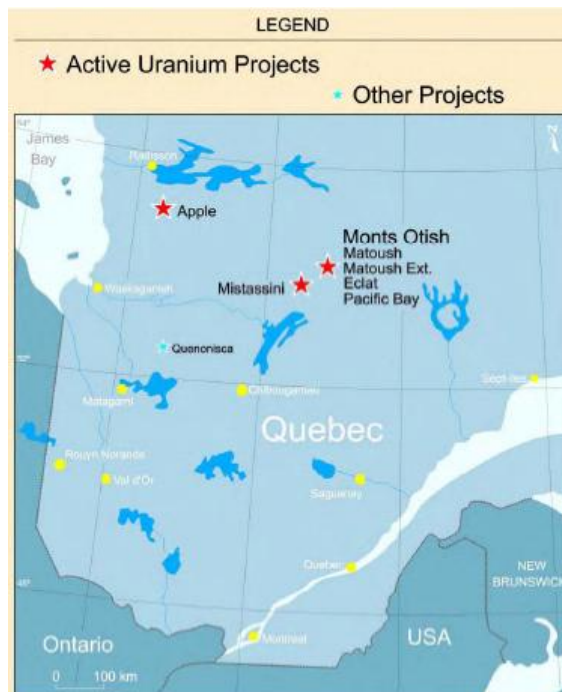 LEGEND
Active Uranium Projects
Other Projects
54°
James
Bay
Radisson
N
Apple
Monts Otish
Matoush
Matoush Ext.
Eclat
Pacific Bay
Mistassini
Waskaganish
Quenonisca
Matagami
Chibougamau
Sept-Iles
Quebec
Rouyn Noranda
Val d'Or
Saguenay
Quebec
NEW
BRUNSWICK
Montreal
Ontario
USA
0 100 km